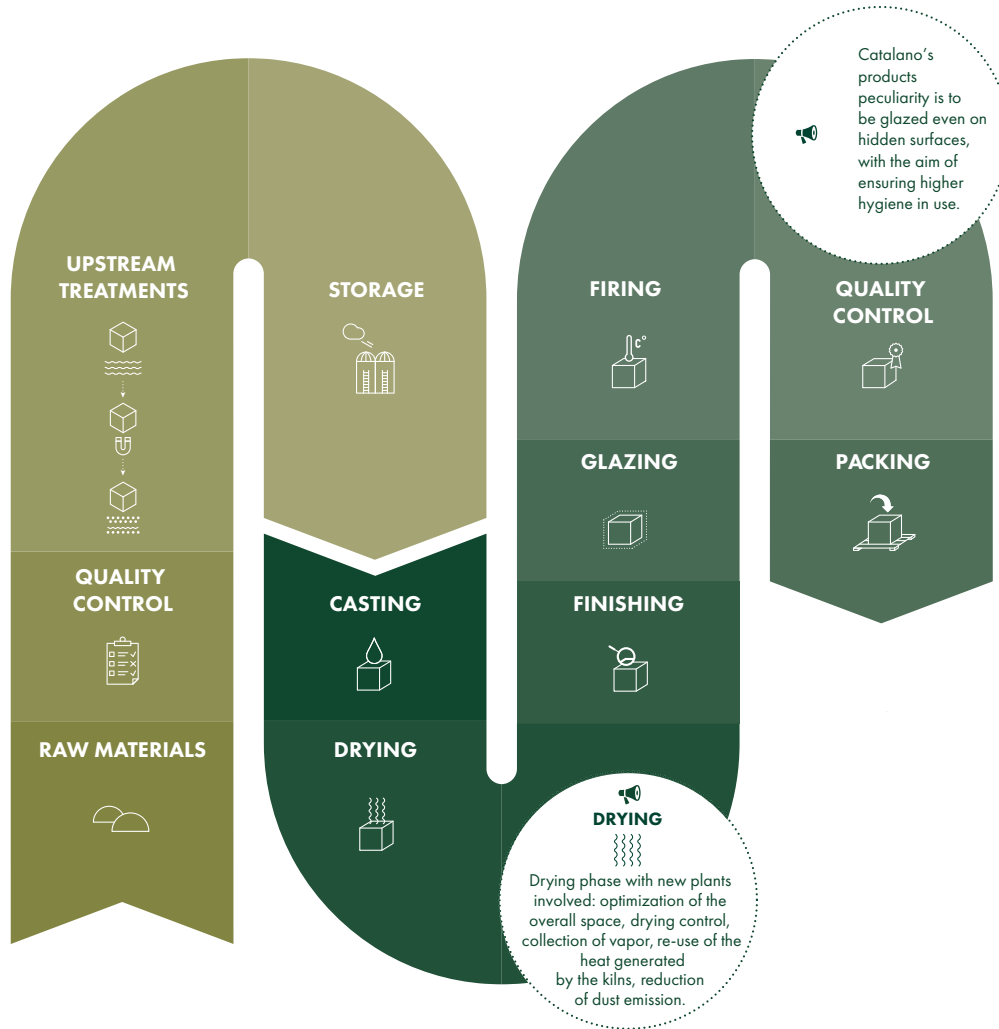 Catalano’s
products
peculiarity is to
be glazed even on
hidden surfaces,
with the aim of
ensuring higher
hygiene in use.
UPSTREAM
TREATMENTS
STORAGE
FIRING
C°
QUALITY
CONTROL
GLAZING
PACKING
QUALITY
CONTROL
CASTING
FINISHING
RAW MATERIALS
DRYING
DRYING
Drying phase with new plants
involved: optimization of the
overall space, drying control,
collection of vapor, re-use of the
heat generated
by the kilns, reduction
of dust emission.